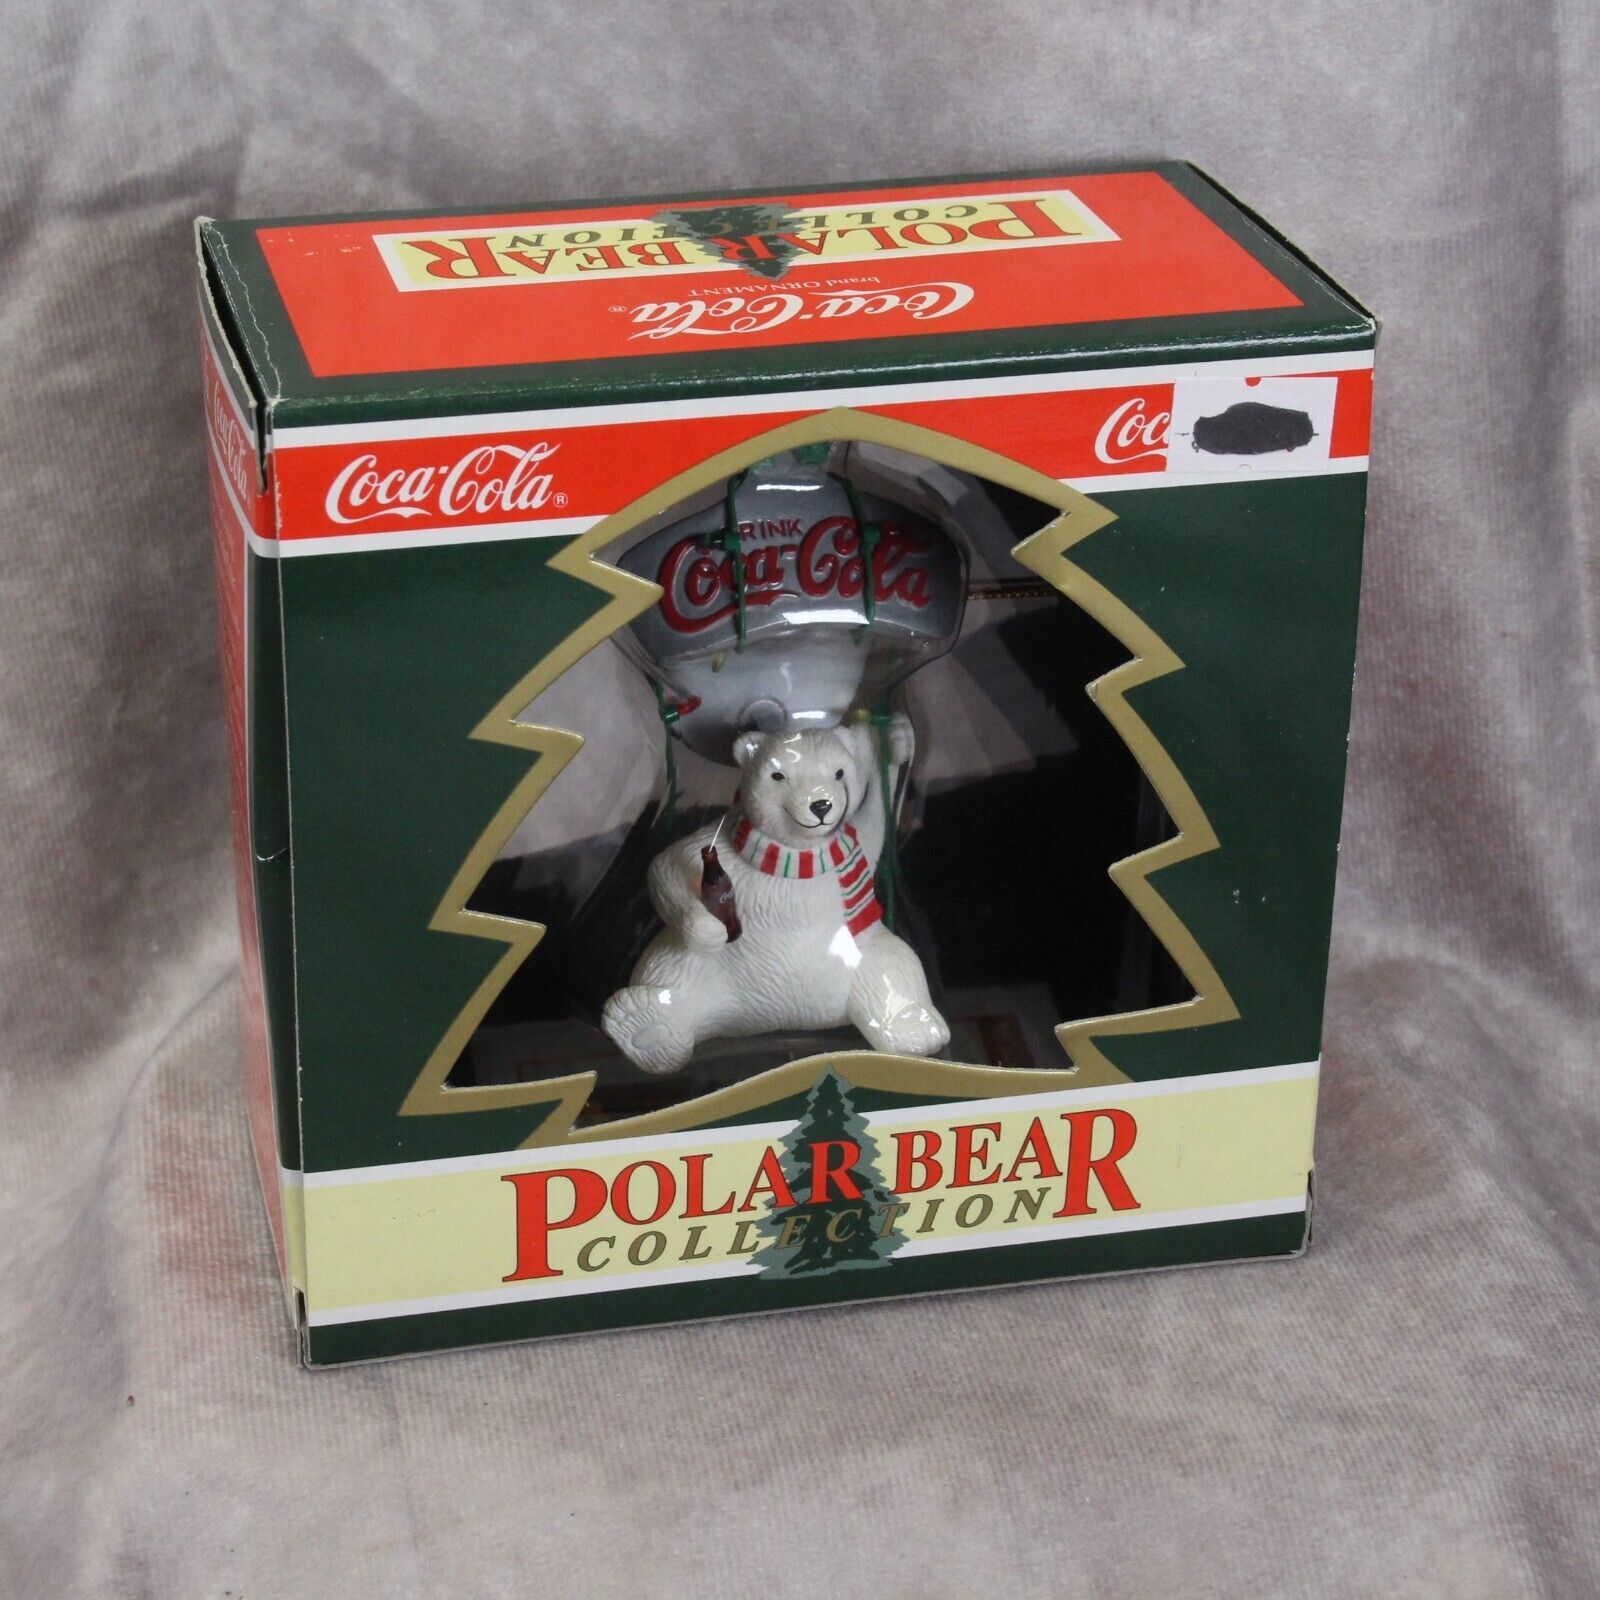 POLAR BEAR
COLLECTION
Coca-Cola®
brand ORNAMENT
Coca-Cola
Coca-Cola®
DRINK
Coca-Cola
POLAR BEAR
COLLECTION